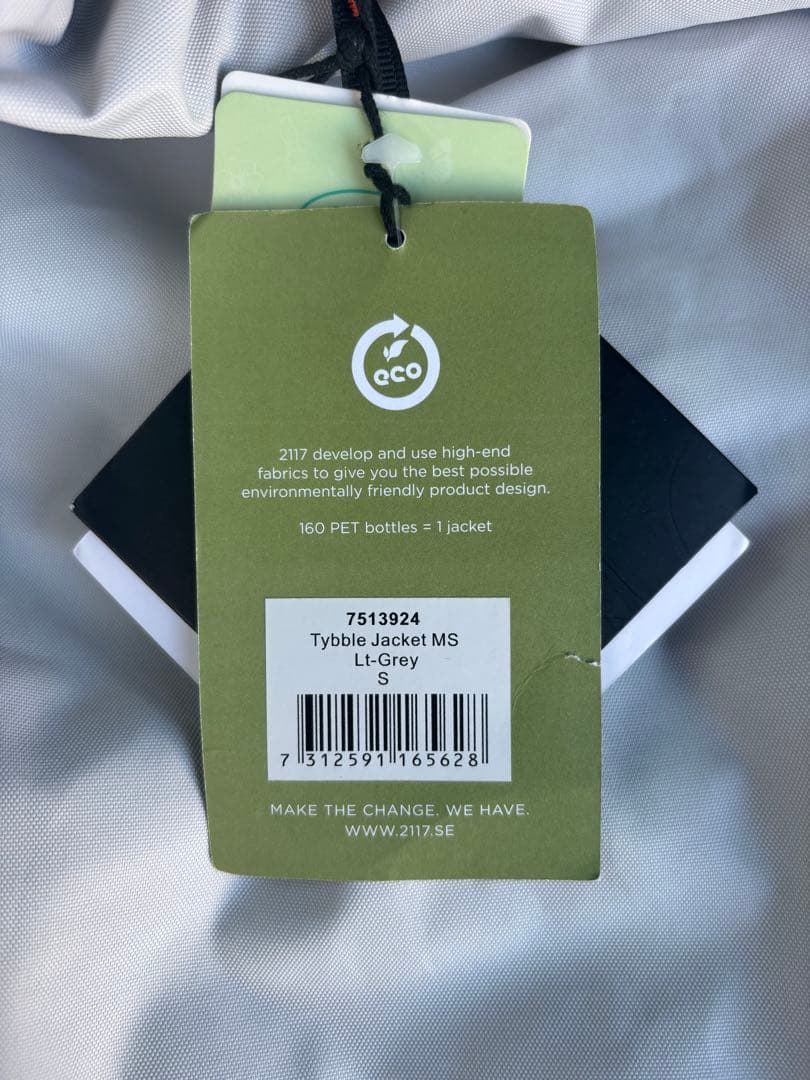 eco
2117 develop and use high-end
fabrics to give you the best possible
environmentally friendly product design.
160 PET bottles = 1 jacket
7513924
Tybble Jacket MS
Lt-Grey
S
7 312591 165628
MAKE THE CHANGE. WE HAVE.
WWW.2117.SE